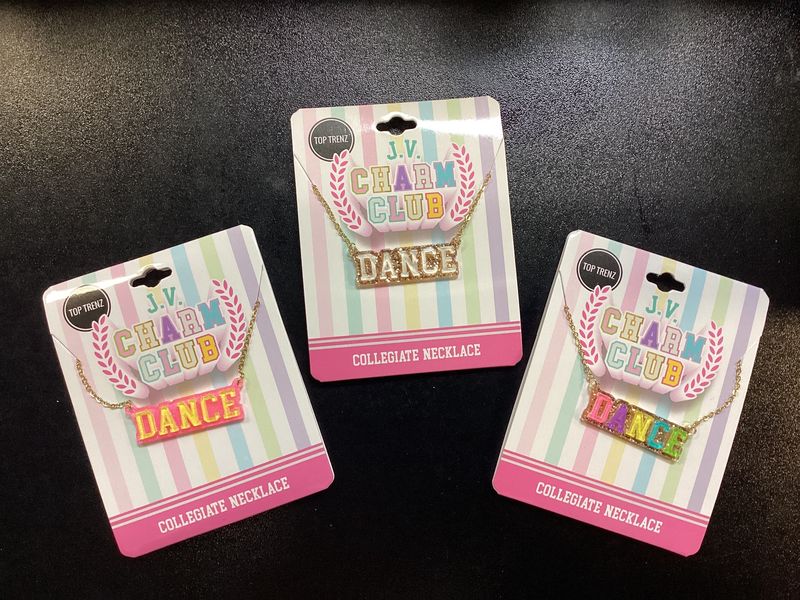 TOP TRENZ
J.V.
CHARM
CLUB
DANCE
COLLEGIATE NECKLACE
TOP TRENZ
J.V.
CHARM
CLUB
DANCE
COLLEGIATE NECKLACE
TOP TRENZ
J.V.
CHARM
CLUB
DANCE
COLLEGIATE NECKLACE